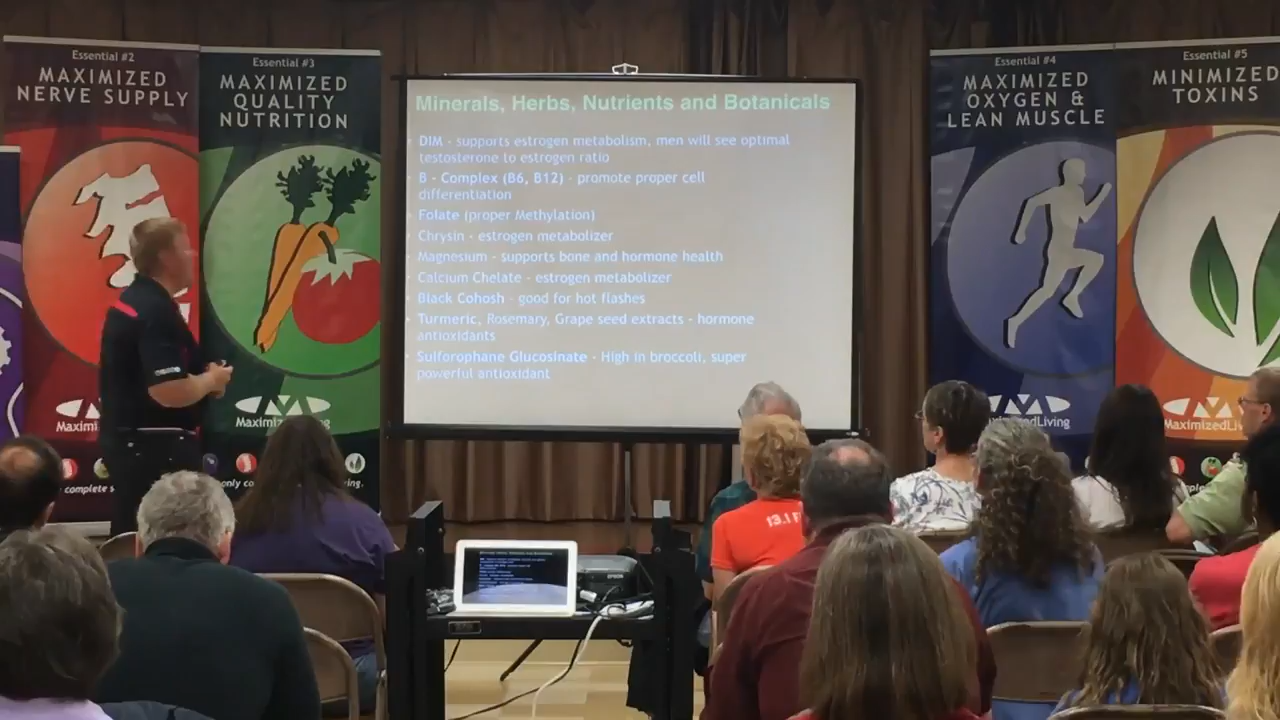 Essential #2
MAXIMIZED
NERVE SUPPLY
Essential #3
MAXIMIZED
QUALITY
NUTRITION
Minerals, Herbs, Nutrients and Botanicals
DIM - supports estrogen metabolism, men will see optimal
testosterone to estrogen ratio
B - Complex (B6, B12) - promote proper cell
differentiation
Folate (proper Methylation)
Chrysin - estrogen metabolizer
Magnesium - supports bone and hormone health
Calcium Chelate - estrogen metabolizer
Black Cohosh - good for hot flashes
Turmeric, Rosemary, Grape seed extracts - hormone
antioxidants
Sulforophane Glucosinate - High in broccoli, super
powerful antioxidant
Essential #4
MAXIMIZED
OXYGEN &
LEAN MUSCLE
Essential #5
MINIMIZED
TOXINS
complete
only
13.1
EPSON